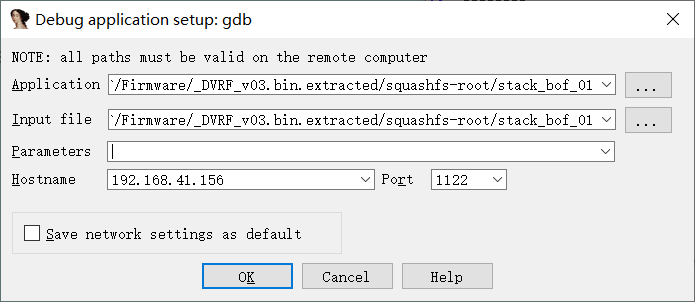 Debug application setup: gdb
NOTE: all paths must be valid on the remote computer
Application /Firmware/_DVRF_v03.bin.extracted/squashfs-root/stack_bof_01 ...
Input file /Firmware/_DVRF_v03.bin.extracted/squashfs-root/stack_bof_01 ...
Parameters
Hostname 192.168.41.156 Port 1122
Save network settings as default
OK Cancel Help